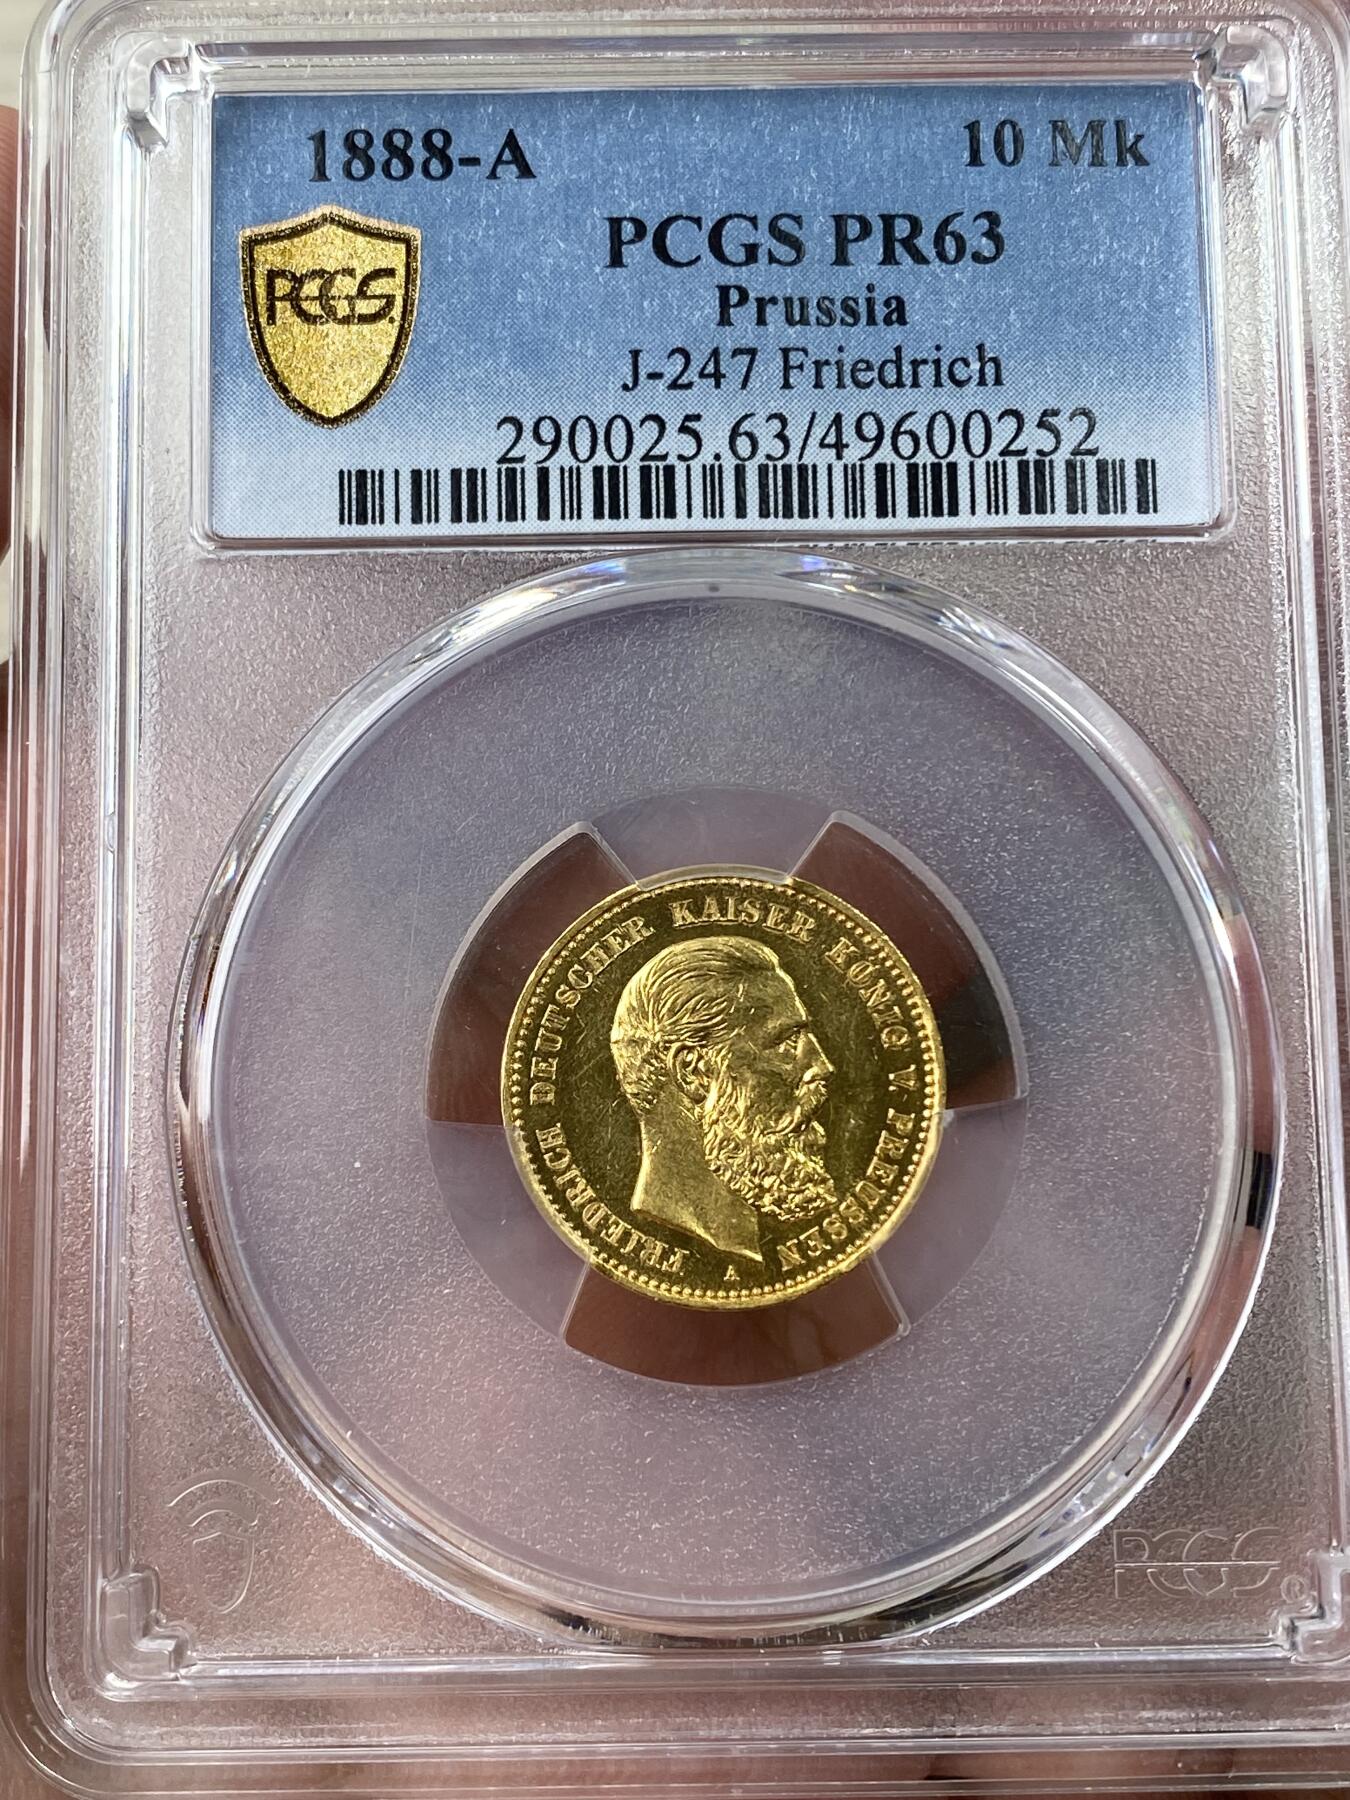 1888-A
10 Mk
PCGS PR63
Prussia
J-247 Friedrich
290025.63/49600252
PCGS
FRIEDRICH DEUTSCHER KAISER KÖNIG V. PREUSSEN
A
PCGS